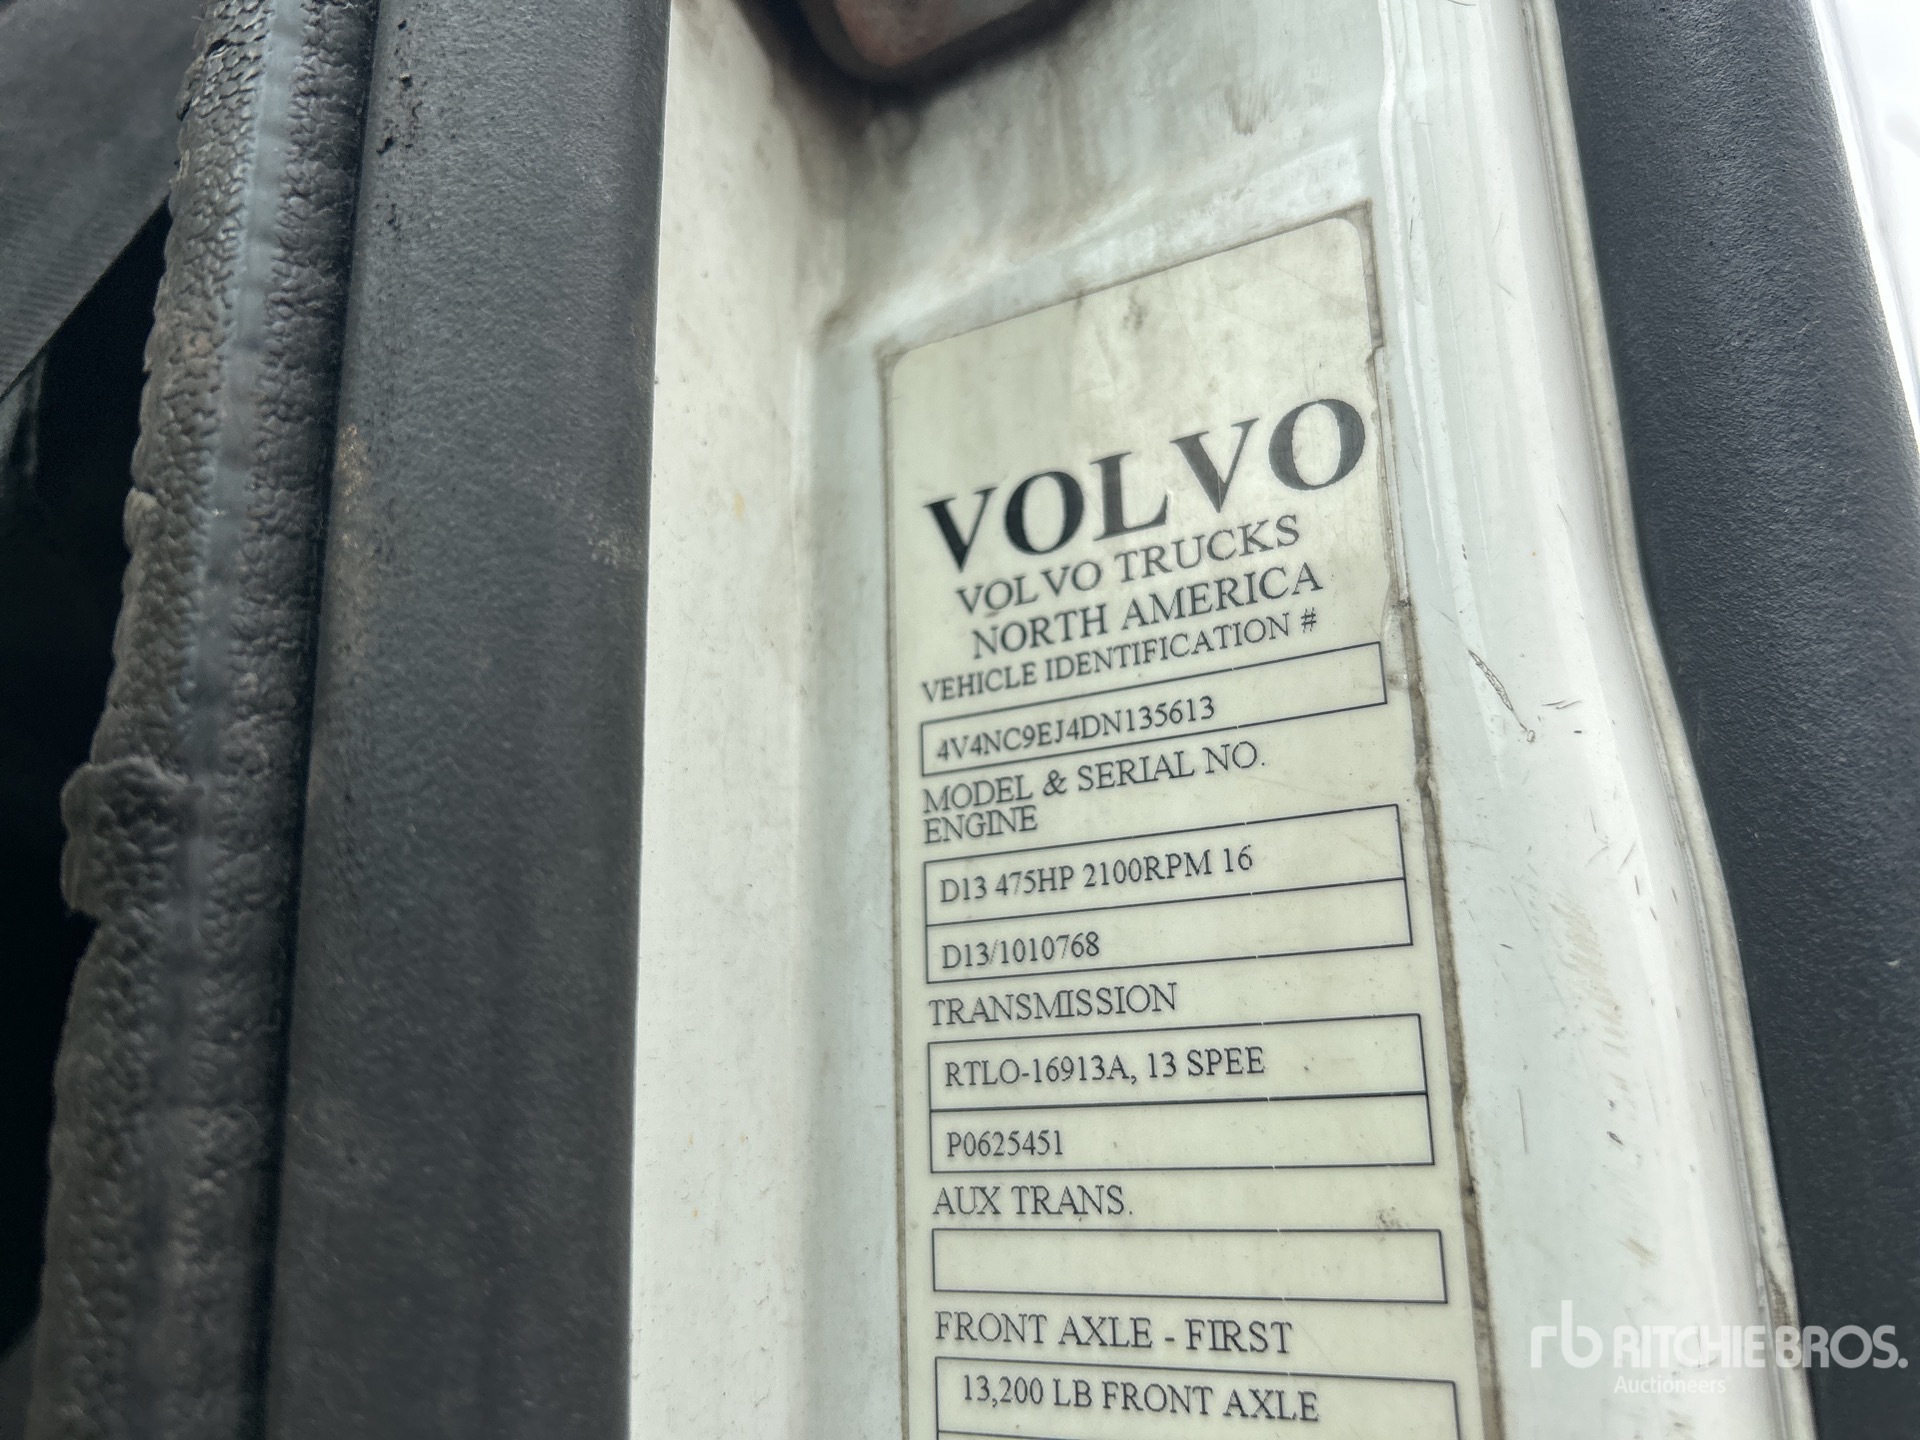 VOLVO
VOLVO TRUCKS
NORTH AMERICA
VEHICLE IDENTIFICATION #
4V4NC9EJ4DN135613
MODEL & SERIAL NO.
ENGINE
D13 475HP 2100RPM 16
D13/1010768
TRANSMISSION
RTLO-16913A, 13 SPEE
P0625451
AUX TRANS.
FRONT AXLE - FIRST
13,200 LB FRONT AXLE
rb RITCHIE BROS.
Auctioneers